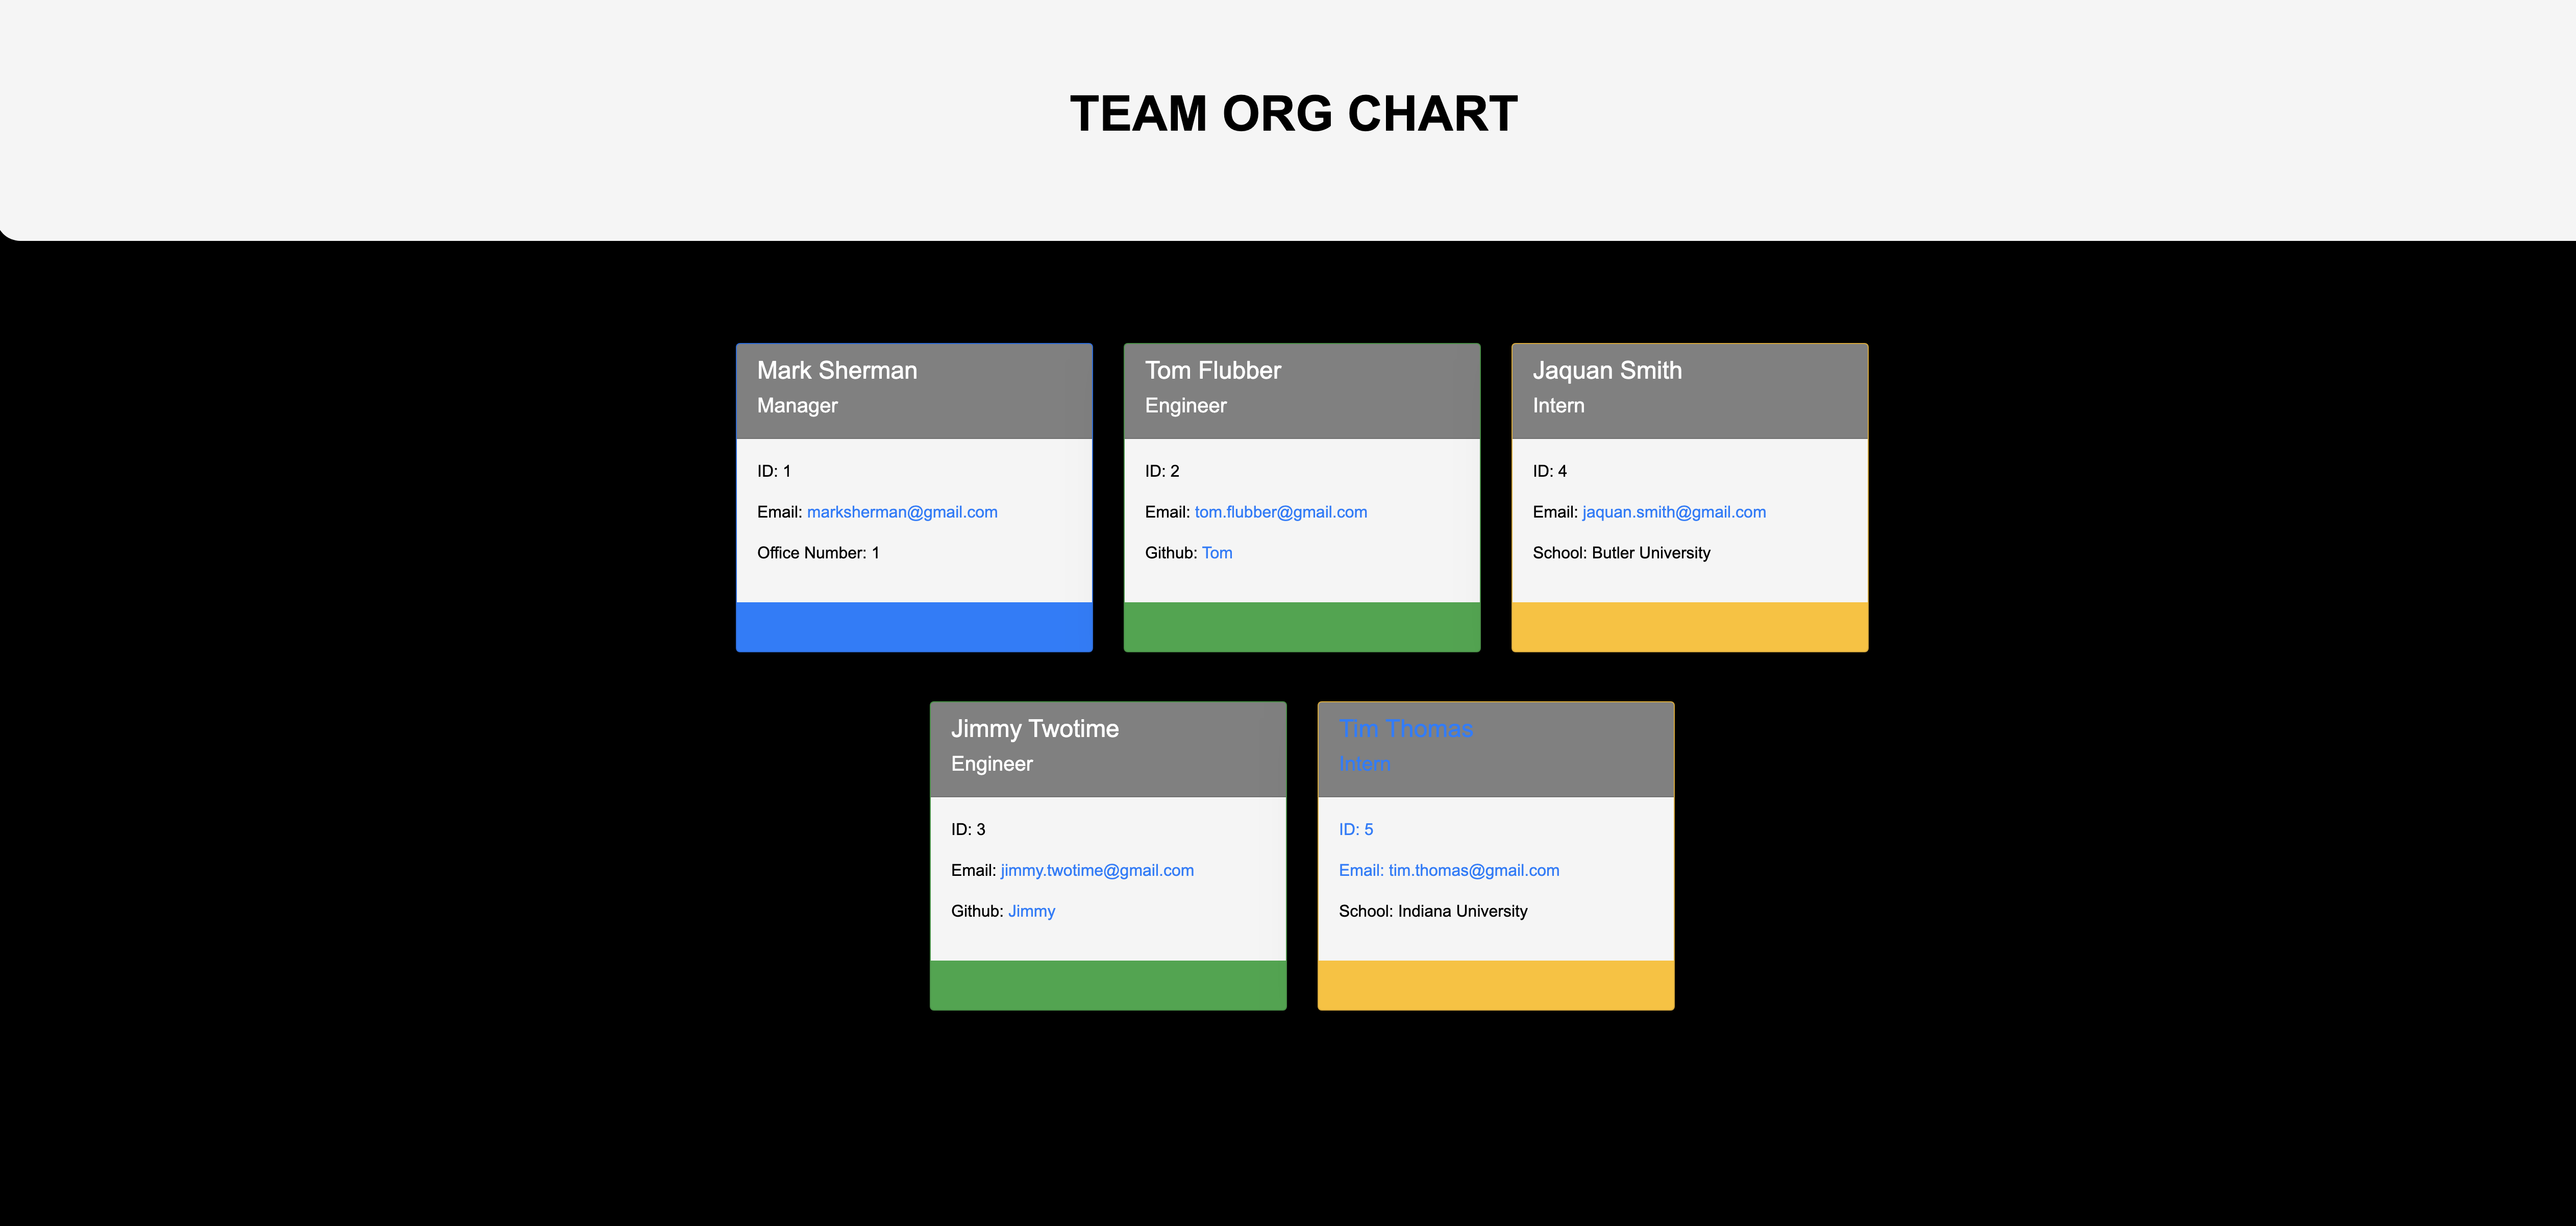 TEAM ORG CHART
Mark Sherman
Manager
ID: 1
Email: marksherman@gmail.com
Office Number: 1
Tom Flubber
Engineer
ID: 2
Email: tom.flubber@gmail.com
Github: Tom
Jaquan Smith
Intern
ID: 4
Email: jaquan.smith@gmail.com
School: Butler University
Jimmy Twotime
Engineer
ID: 3
Email: jimmy.twotime@gmail.com
Github: Jimmy
Tim Thomas
Intern
ID: 5
Email: tim.thomas@gmail.com
School: Indiana University